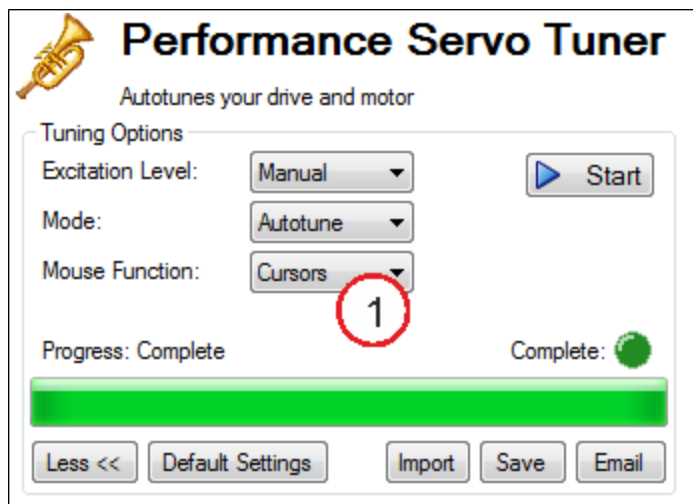 Performance Servo Tuner
Autotunes your drive and motor
Tuning Options
Excitation Level: Manual Start
Mode: Autotune
Mouse Function: Cursors
1
Progress: Complete Complete:
Less << Default Settings Import Save Email